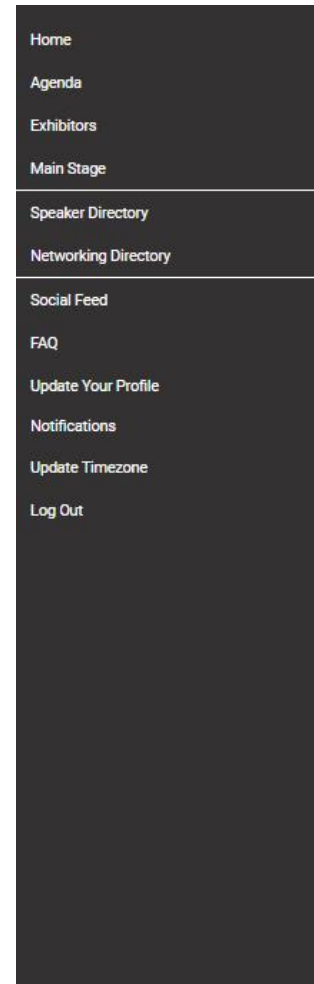 Home
Agenda
Exhibitors
Main Stage
Speaker Directory
Networking Directory
Social Feed
FAQ
Update Your Profile
Notifications
Update Timezone
Log Out